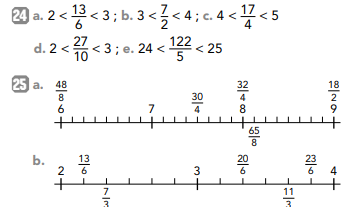 24 a. 2 < 13/6 < 3 ; b. 3 < 7/2 < 4 ; c. 4 < 17/4 < 5
d. 2 < 27/10 < 3 ; e. 24 < 122/5 < 25
25 a. 48/8 30/4 32/4 18/2
6 7 8 9
65/8
b. 2 13/6 3 20/6 23/6 4
7/3 11/3